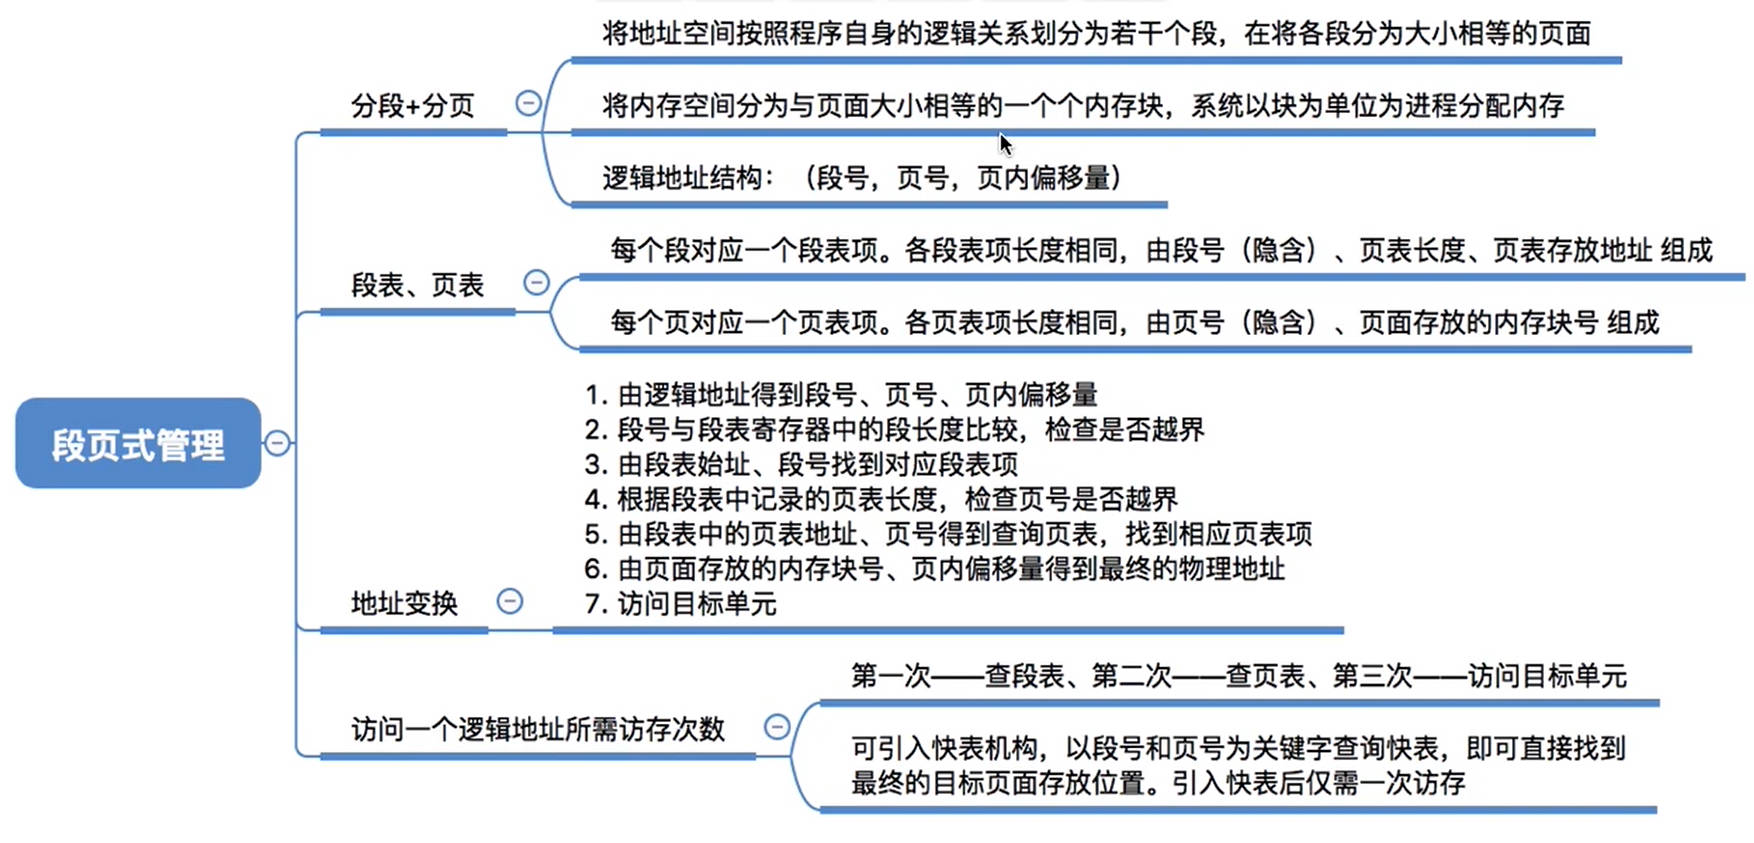 将地址空间按照程序自身的逻辑关系划分为若干个段，在将各段分为大小相等的页面
分段+分页
将内存空间分为与页面大小相等的一个个内存块，系统以块为单位为进程分配内存
逻辑地址结构：（段号，页号，页内偏移量）
每个段对应一个段表项。各段表项长度相同，由段号（隐含）、页表长度、页表存放地址 组成
段表、页表
每个页对应一个页表项。各页表项长度相同，由页号（隐含）、页面存放的内存块号 组成
段页式管理
1. 由逻辑地址得到段号、页号、页内偏移量
2. 段号与段表寄存器中的段长度比较，检查是否越界
3. 由段表始址、段号找到对应段表项
4. 根据段表中记录的页表长度，检查页号是否越界
5. 由段表中的页表地址、页号得到查询页表，找到相应页表项
6. 由页面存放的内存块号、页内偏移量得到最终的物理地址
7. 访问目标单元
地址变换
第一次——查段表、第二次——查页表、第三次——访问目标单元
访问一个逻辑地址所需访存次数
可引入快表机构，以段号和页号为关键字查询快表，即可直接找到
最终的目标页面存放位置。引入快表后仅需一次访存